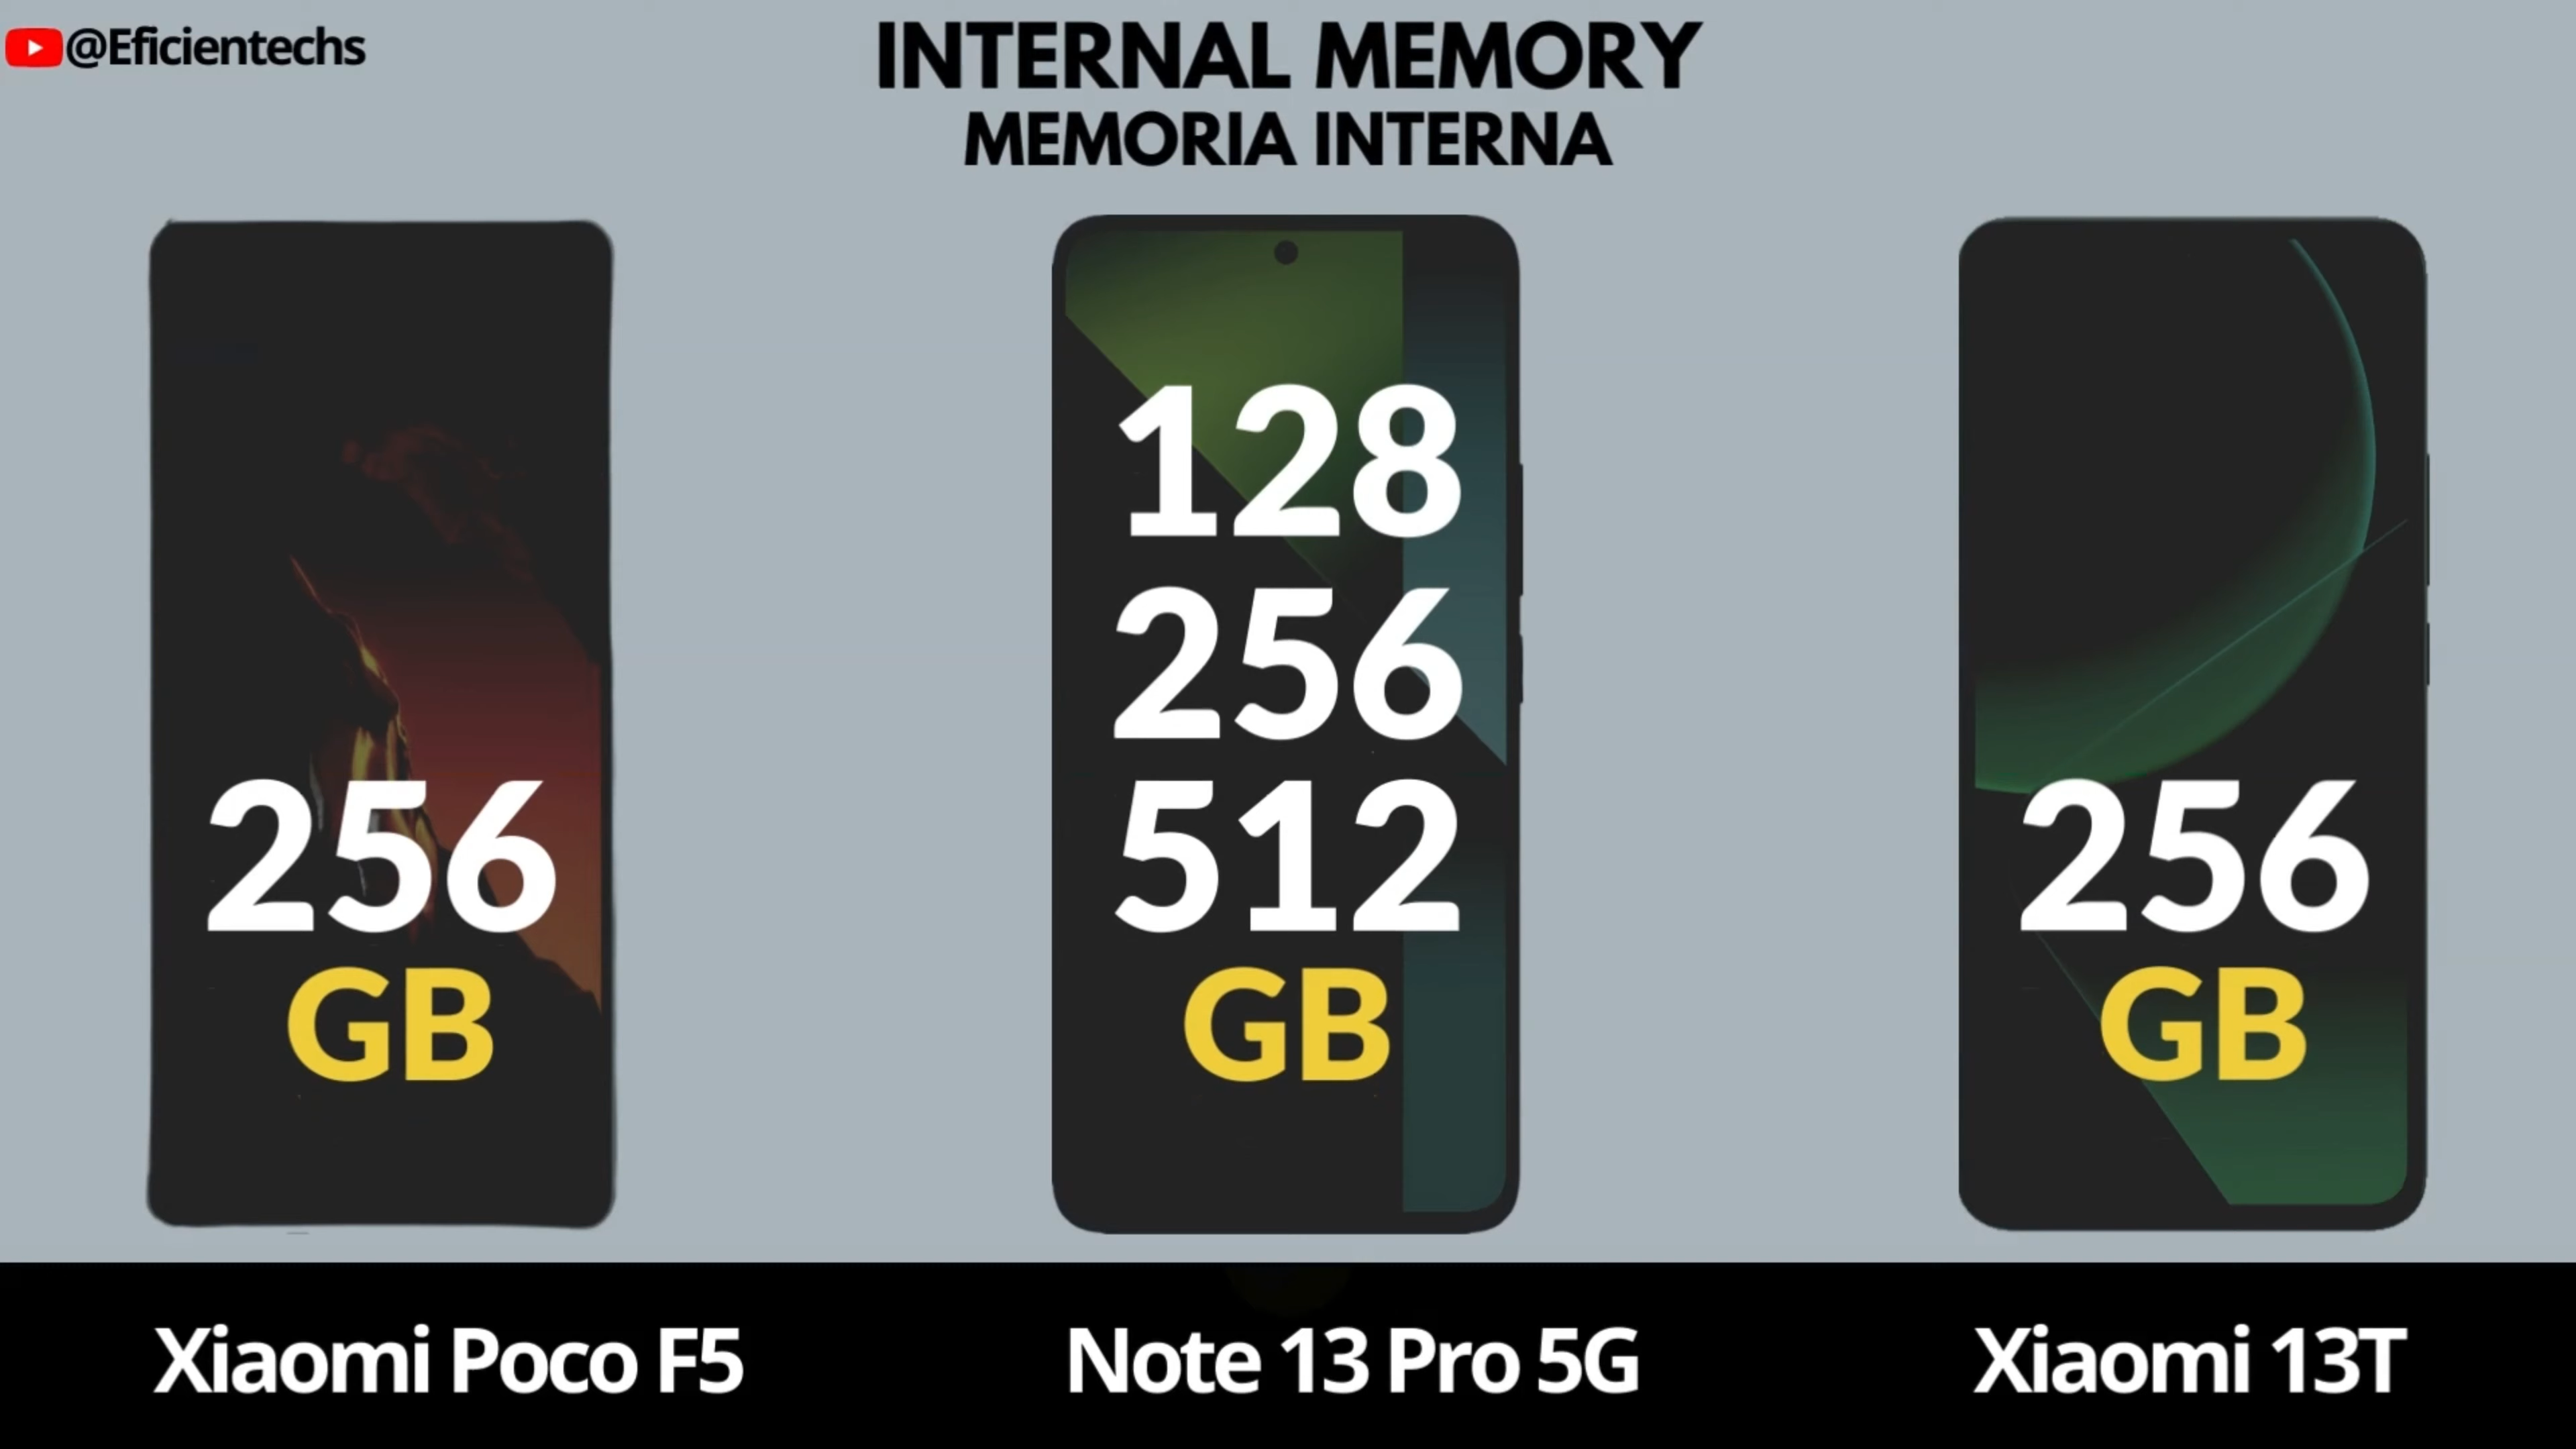 @Eficientechs
INTERNAL MEMORY
MEMORIA INTERNA
256
GB
128
256
512
GB
256
GB
Xiaomi Poco F5
Note 13 Pro 5G
Xiaomi 13T